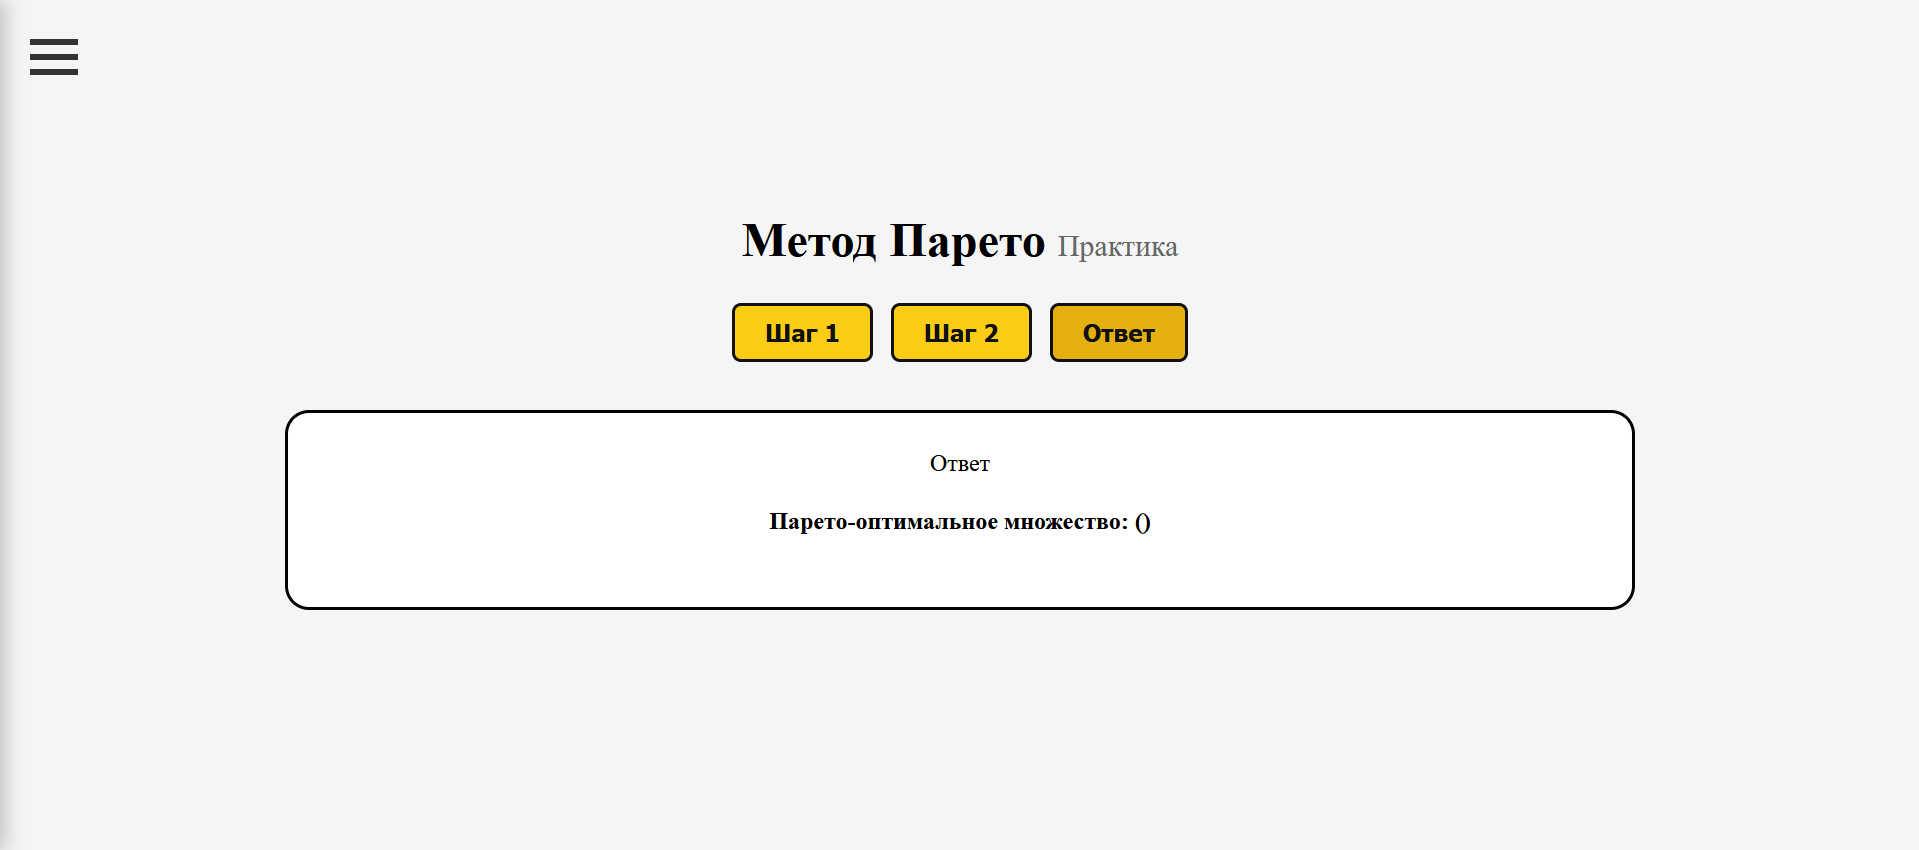 Метод Парето Практика
Шаг 1 Шаг 2 Ответ
Ответ
Парето-оптимальное множество: ()